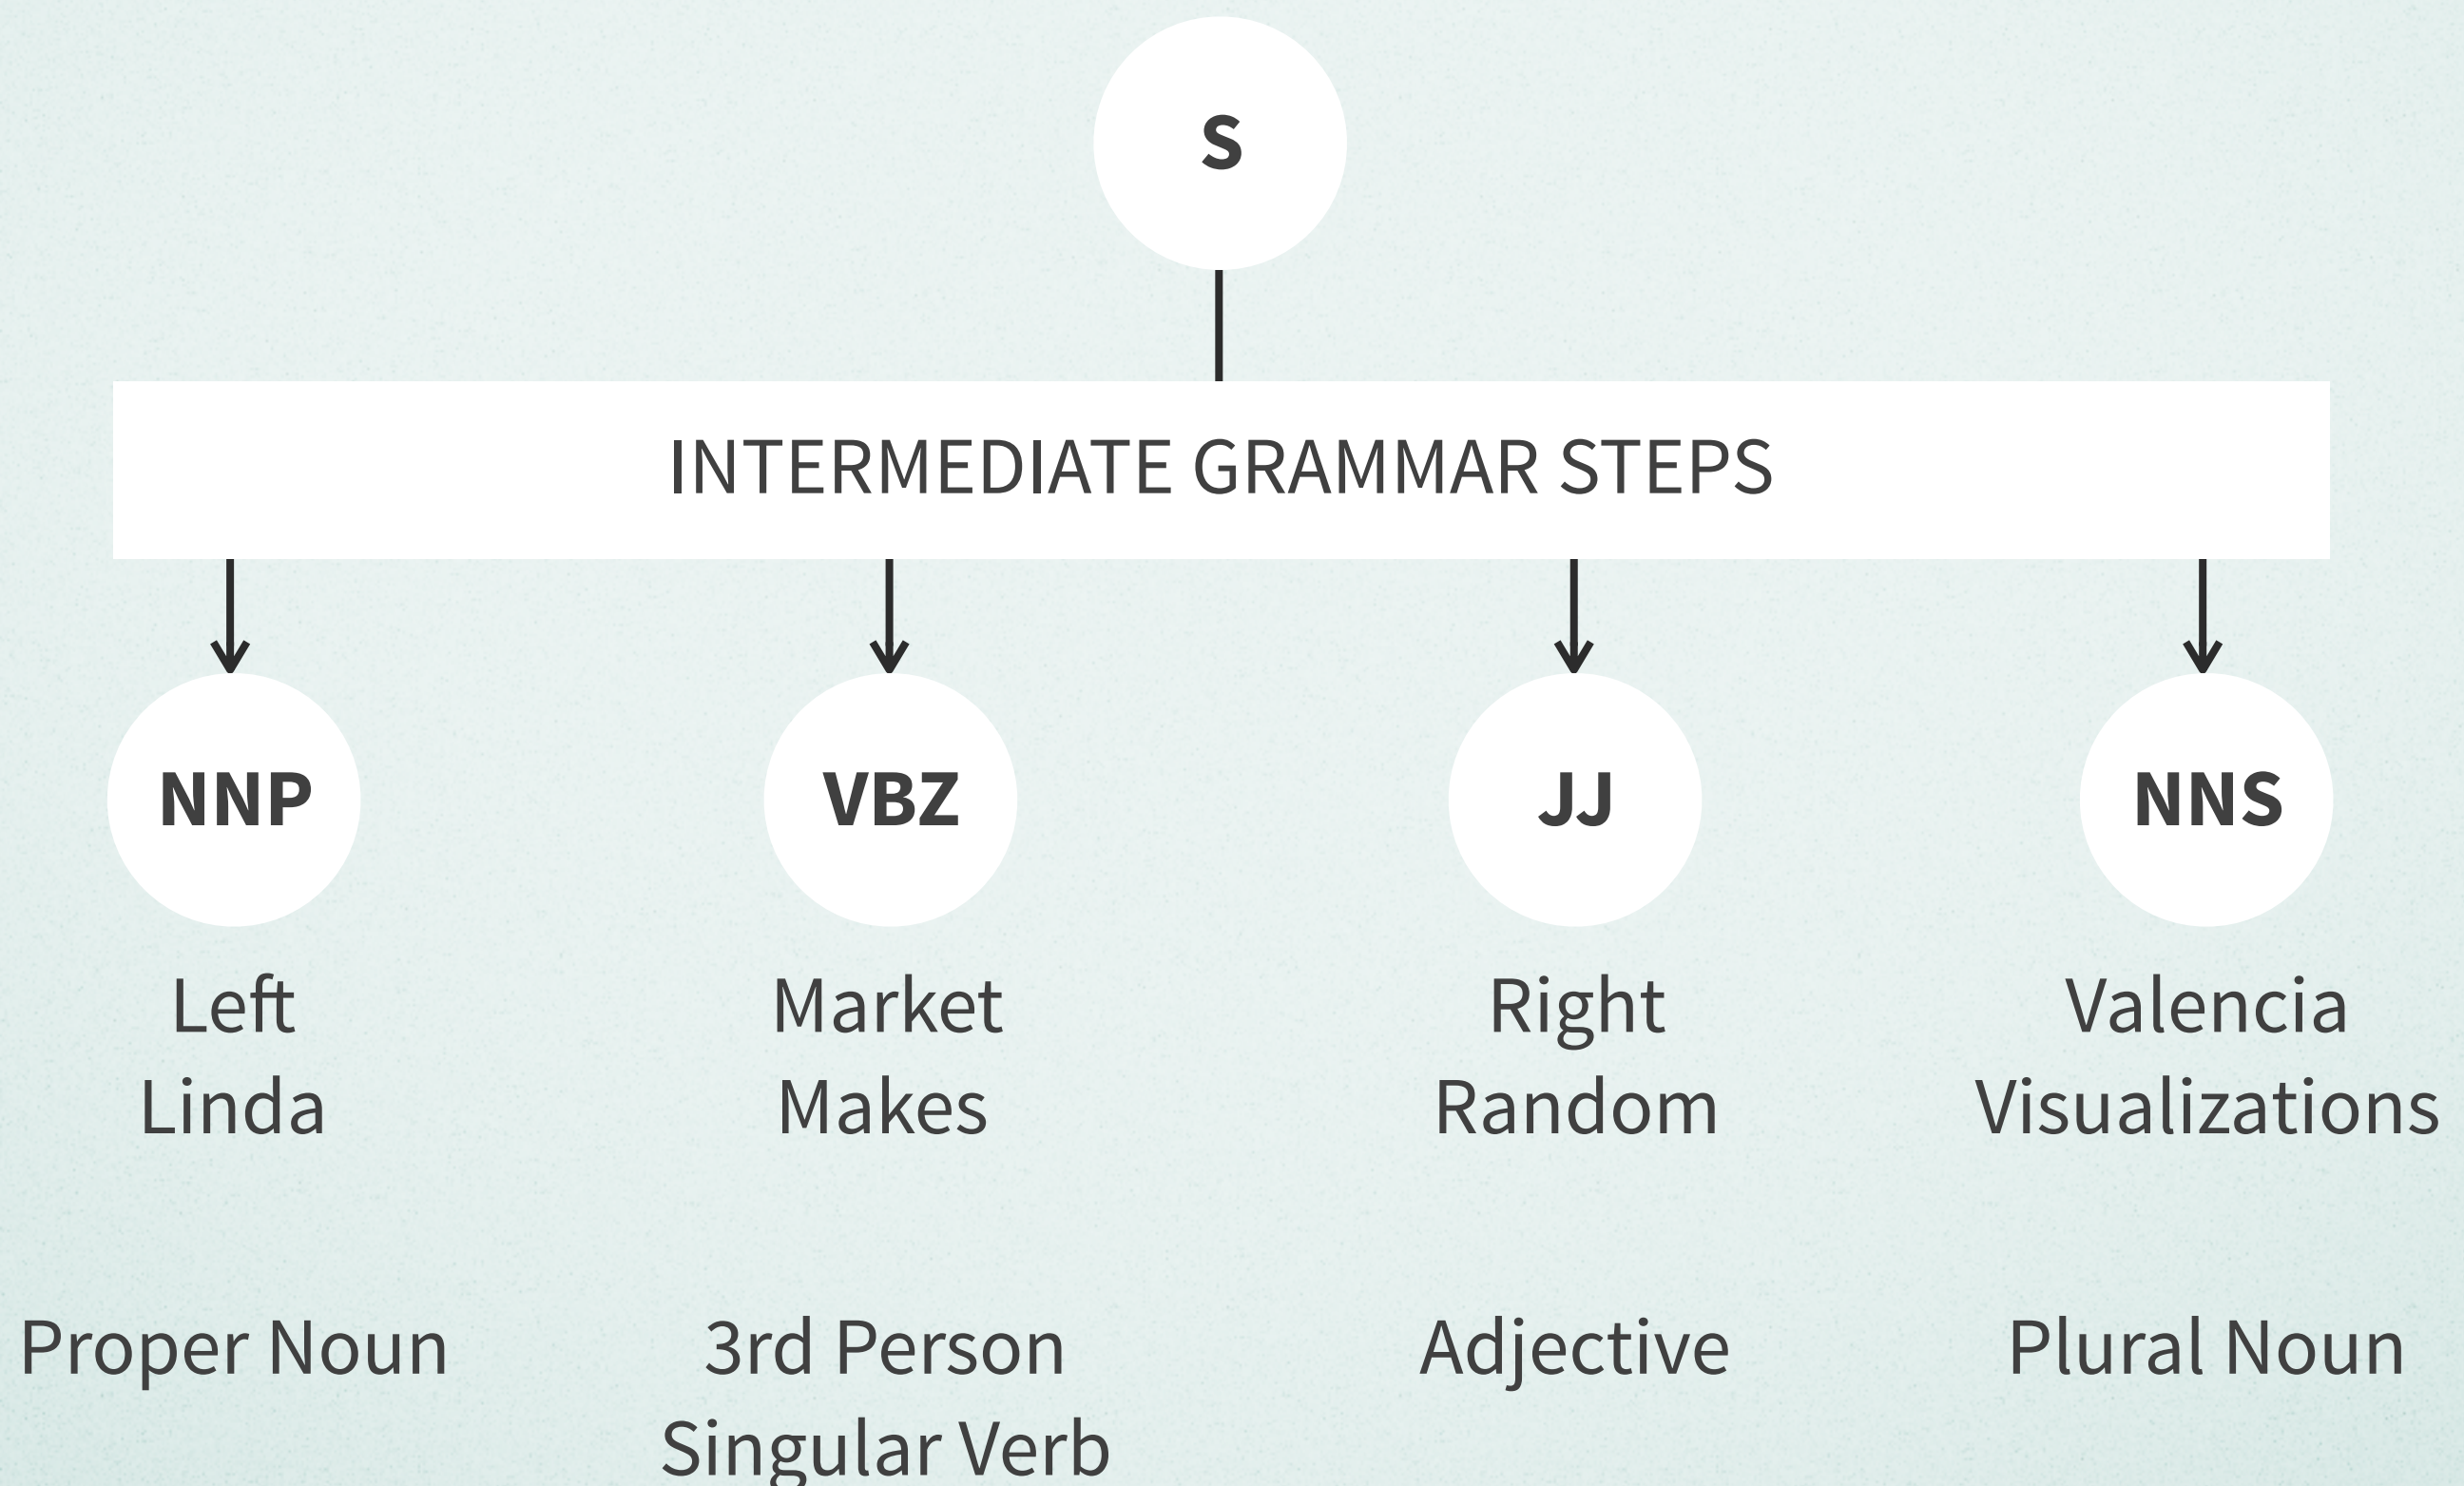 S
INTERMEDIATE GRAMMAR STEPS
NNP
VBZ
JJ
NNS
Left
Linda
Market
Makes
Right
Random
Valencia
Visualizations
Proper Noun
3rd Person
Singular Verb
Adjective
Plural Noun